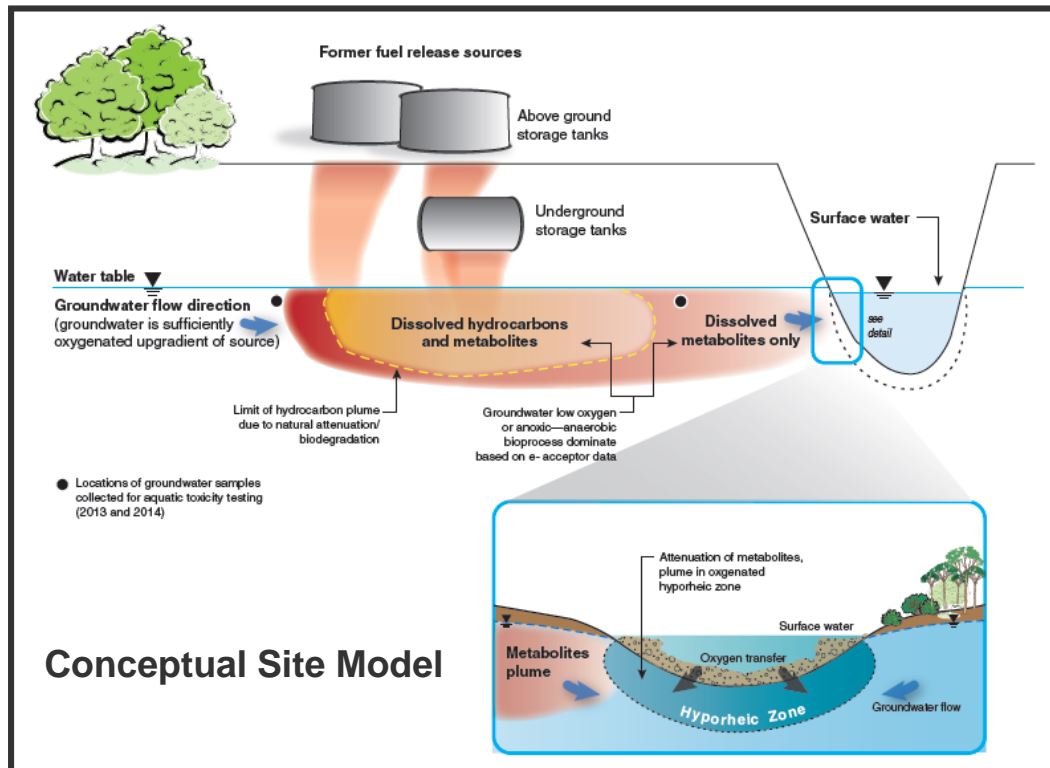 Former fuel release sources
Above ground
storage tanks
Underground
storage tanks
Surface water
Water table
Groundwater flow direction
(groundwater is sufficiently
oxygenated upgradient of source)
Dissolved hydrocarbons
and metabolites
Dissolved
metabolites only
see
detail
Limit of hydrocarbon plume
due to natural attenuation/
biodegradation
Groundwater low oxygen
or anoxic—anaerobic
bioprocess dominate
based on e- acceptor data
Locations of groundwater samples
collected for aquatic toxicity testing
(2013 and 2014)
Attenuation of metabolites,
plume in oxgenated
hyporheic zone
Surface water
Metabolites
plume
Oxygen transfer
Hyporheic Zone
Groundwater flow
Conceptual Site Model